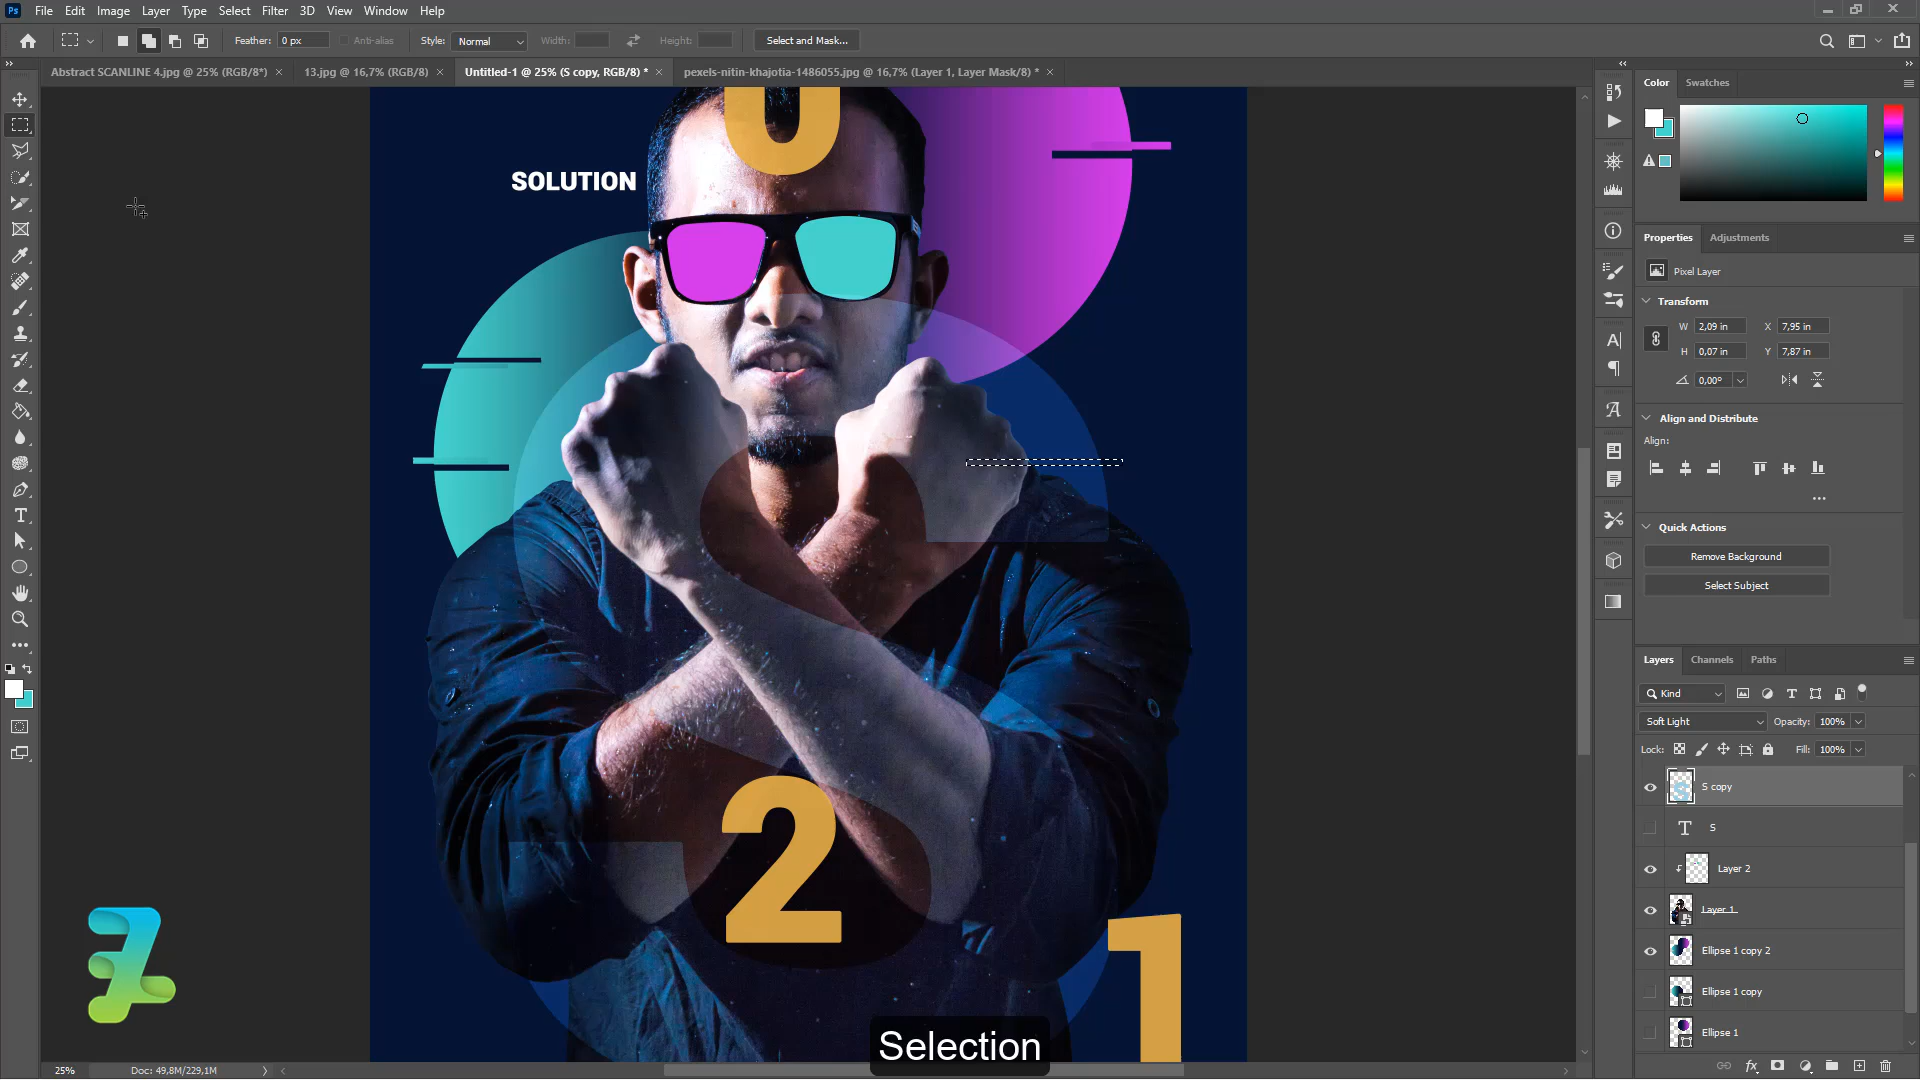 Ps File Edit Image Layer Type Select Filter 3D View Window Help
Feather: 0 px Anti-alias Style: Normal Width: Height: Select and Mask...
Abstract SCANLINE 4.jpg @ 25% (RGB/8*) × 13.jpg @ 16,7% (RGB/8) × Untitled-1 @ 25% (S copy, RGB/8) * × pexels-nitin-khajotia-1486055.jpg @ 16,7% (Layer 1, Layer Mask/8) * ×
Color Swatches
0
SOLUTION
2
1
Properties Adjustments
Pixel Layer
Transform
W 2,09 in X 7,95 in
H 0,07 in Y 7,87 in
0,00°
Align and Distribute
Align:
Quick Actions
Remove Background
Select Subject
Layers Channels Paths
Kind
Soft Light Opacity: 100%
Lock: Fill: 100%
S copy
T S
Layer 2
Layer 1
Ellipse 1 copy 2
Ellipse 1 copy
Ellipse 1
Selection
25% Doc: 49,8M/229,1M